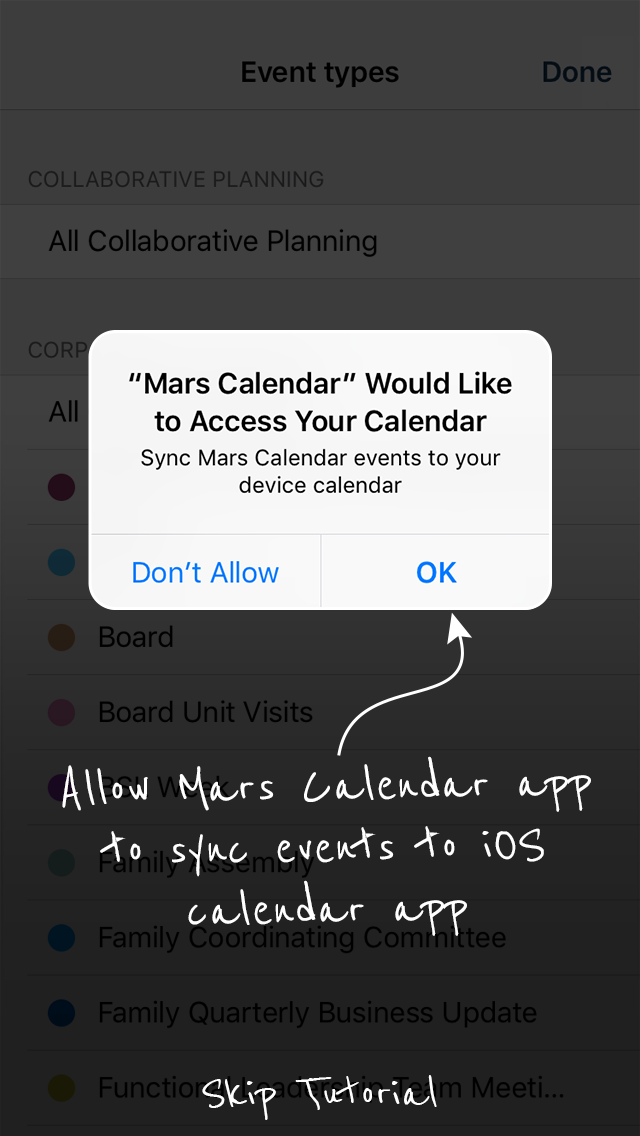 Event types
Done
COLLABORATIVE PLANNING
All Collaborative Planning
CORP
All
“Mars Calendar” Would Like
to Access Your Calendar
Sync Mars Calendar events to your
device calendar
Don’t Allow
OK
Board
Board Unit Visits
Allow Mars Calendar app
to sync events to iOS
Family Assembly
calendar app
Family Coordinating Committee
Family Quarterly Business Update
Functional Leadership Team Meeti...
Skip Tutorial